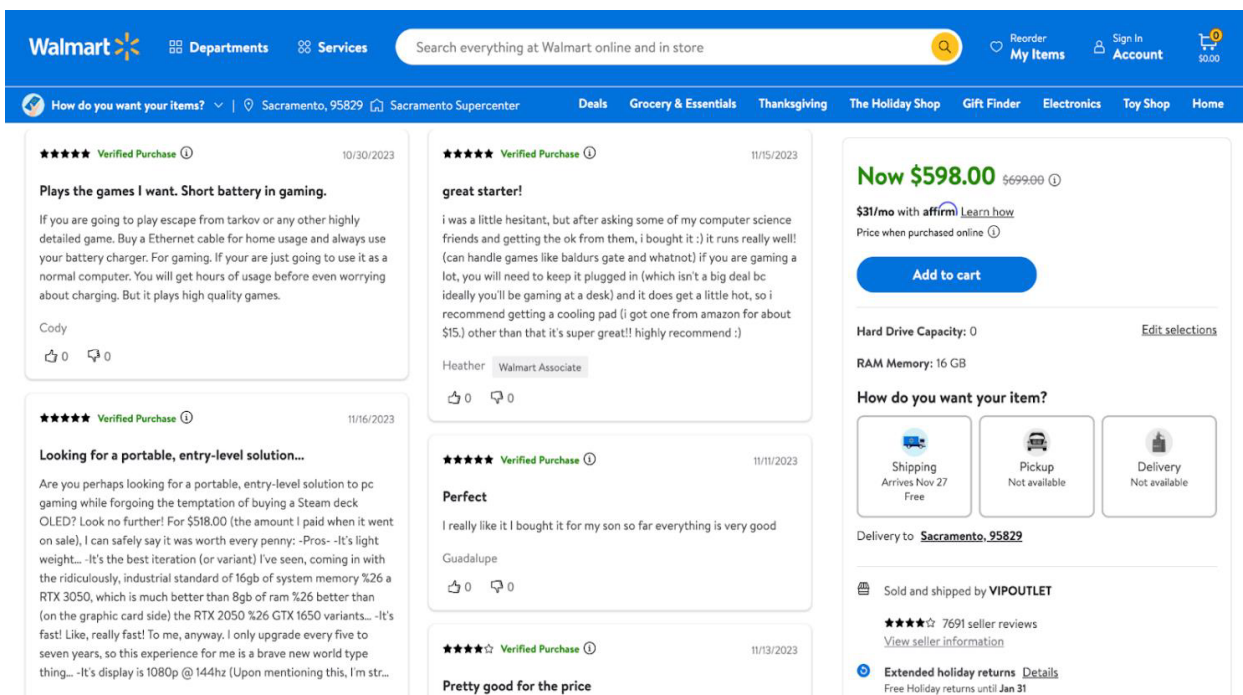 Walmart
Departments
Services
Search everything at Walmart online and in store
Reorder
My Items
Sign In
Account
0
$0.00
How do you want your items? | Sacramento, 95829 Sacramento Supercenter
Deals
Grocery & Essentials
Thanksgiving
The Holiday Shop
Gift Finder
Electronics
Toy Shop
Home
Verified Purchase
10/30/2023
Plays the games I want. Short battery in gaming.
If you are going to play escape from tarkov or any other highly
detailed game. Buy a Ethernet cable for home usage and always use
your battery charger. For gaming. If your are just going to use it as a
normal computer. You will get hours of usage before even worrying
about charging. But it plays high quality games.
Cody
0 0
Verified Purchase
11/16/2023
Looking for a portable, entry-level solution...
Are you perhaps looking for a portable, entry-level solution to pc
gaming while forgoing the temptation of buying a Steam deck
OLED? Look no further! For $518.00 (the amount I paid when it went
on sale), I can safely say it was worth every penny: -Pros- -It's light
weight... -It's the best iteration (or variant) I've seen, coming in with
the ridiculously, industrial standard of 16gb of system memory %26 a
RTX 3050, which is much better than 8gb of ram %26 better than
(on the graphic card side) the RTX 2050 %26 GTX 1650 variants... -It's
fast! Like, really fast! To me, anyway. I only upgrade every five to
seven years, so this experience for me is a brave new world type
thing... -It's display is 1080p @ 144hz (Upon mentioning this, I'm str...
Verified Purchase
11/15/2023
great starter!
i was a little hesitant, but after asking some of my computer science
friends and getting the ok from them, i bought it :) it runs really well!
(can handle games like baldurs gate and whatnot) if you are gaming a
lot, you will need to keep it plugged in (which isn't a big deal bc
ideally you'll be gaming at a desk) and it does get a little hot, so i
recommend getting a cooling pad (i got one from amazon for about
$15.) other than that it's super great!! highly recommend :)
Heather Walmart Associate
0 0
Verified Purchase
11/11/2023
Perfect
I really like it I bought it for my son so far everything is very good
Guadalupe
0 0
Verified Purchase
11/13/2023
Pretty good for the price
Now $598.00 $699.00
$31/mo with affirm Learn how
Price when purchased online
Add to cart
Hard Drive Capacity: 0
Edit selections
RAM Memory: 16 GB
How do you want your item?
Shipping
Arrives Nov 27
Free
Pickup
Not available
Delivery
Not available
Delivery to Sacramento, 95829
Sold and shipped by VIPOUTLET
7691 seller reviews
View seller information
Extended holiday returns Details
Free Holiday returns until Jan 31